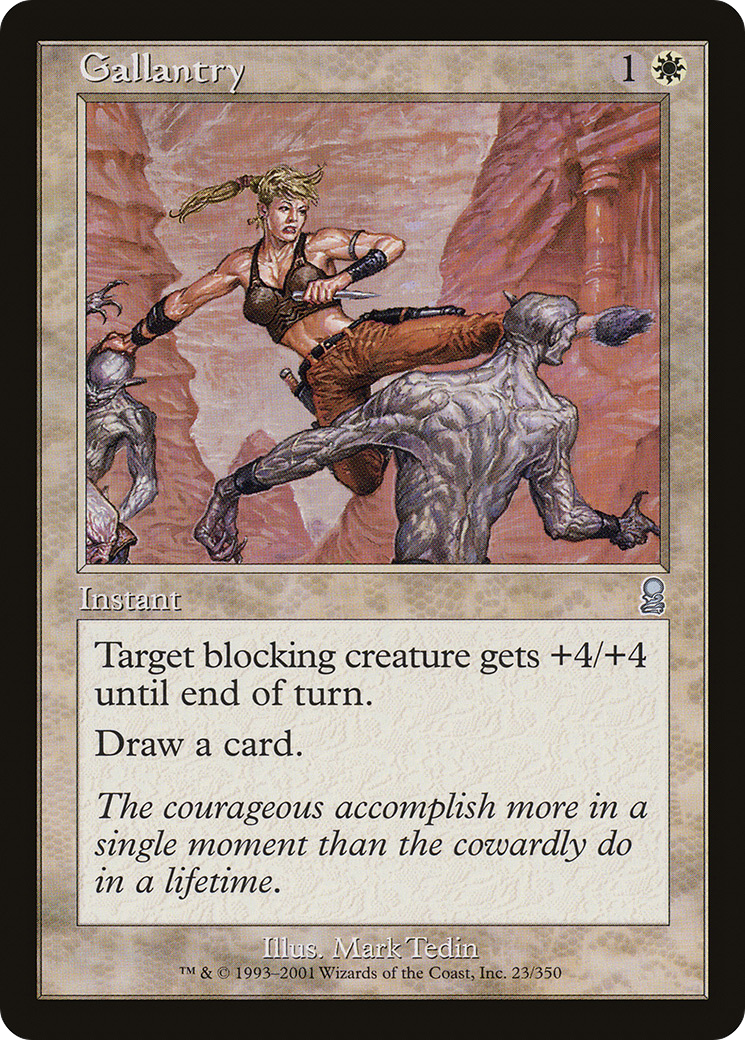 Gallantry 1
Instant
Target blocking creature gets +4/+4
until end of turn.
Draw a card.
The courageous accomplish more in a
single moment than the cowardly do
in a lifetime.
Illus. Mark Tedin
™ & © 1993–2001 Wizards of the Coast, Inc. 23/350